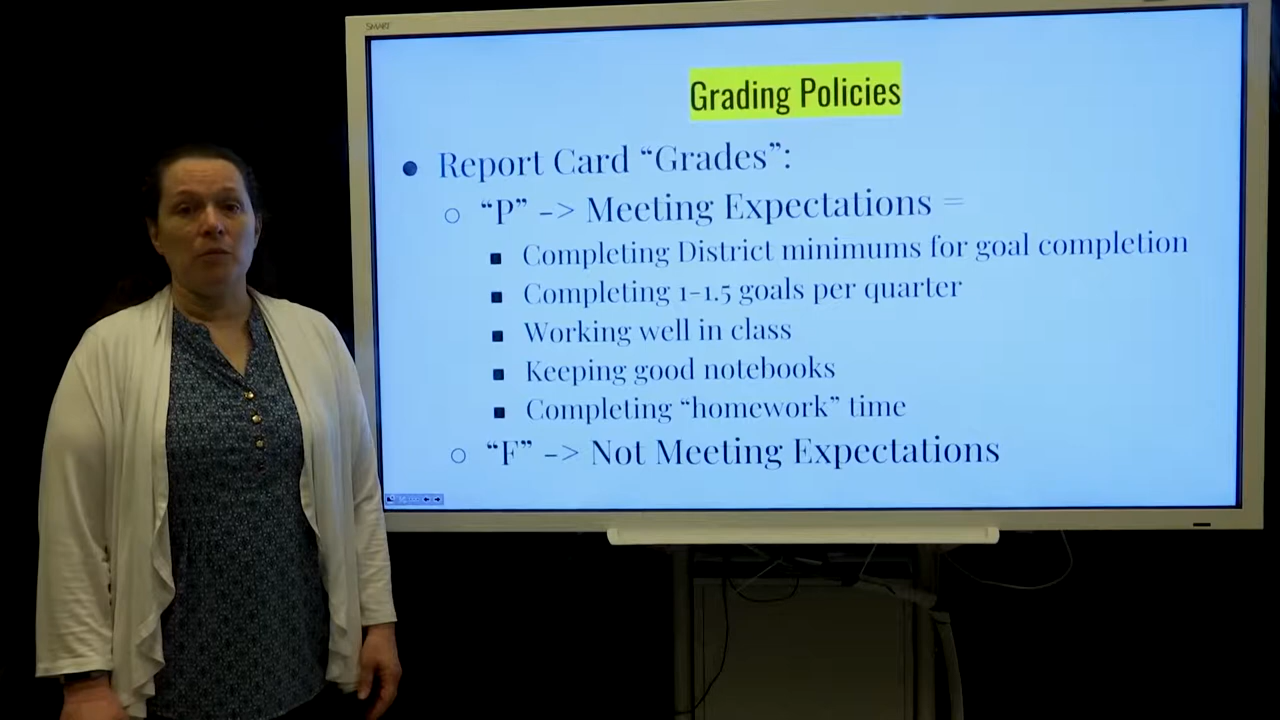 SMART
Grading Policies
● Report Card “Grades”:
○ “P” -> Meeting Expectations =
■ Completing District minimums for goal completion
■ Completing 1-1.5 goals per quarter
■ Working well in class
■ Keeping good notebooks
■ Completing “homework” time
○ “F” -> Not Meeting Expectations